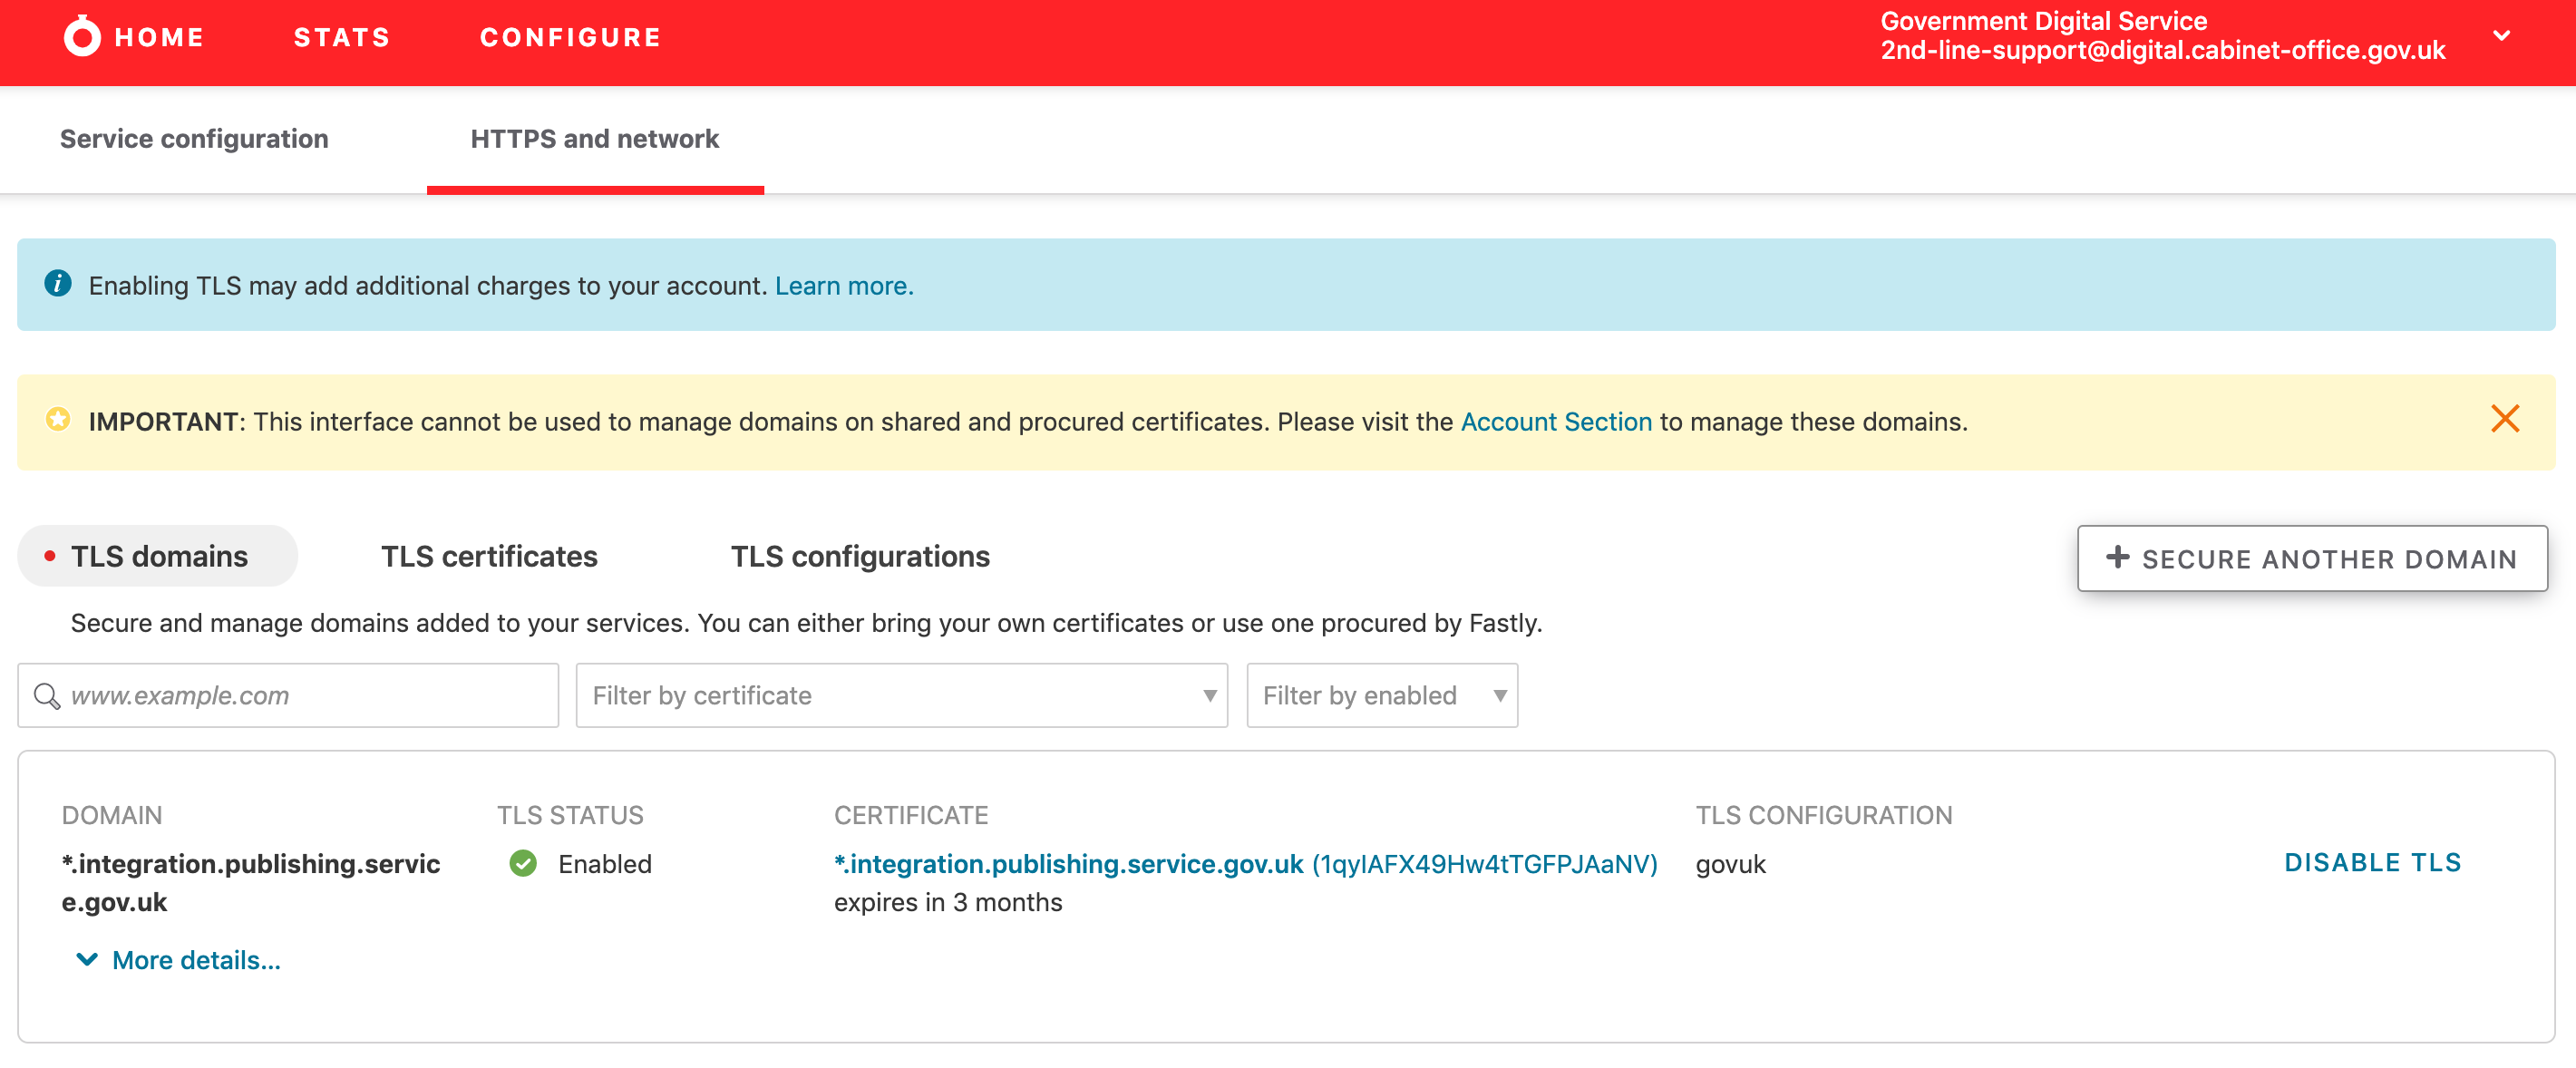 HOME STATS CONFIGURE
Government Digital Service
2nd-line-support@digital.cabinet-office.gov.uk
Service configuration HTTPS and network
Enabling TLS may add additional charges to your account. Learn more.
IMPORTANT: This interface cannot be used to manage domains on shared and procured certificates. Please visit the Account Section to manage these domains.
TLS domains TLS certificates TLS configurations
SECURE ANOTHER DOMAIN
Secure and manage domains added to your services. You can either bring your own certificates or use one procured by Fastly.
www.example.com Filter by certificate Filter by enabled
DOMAIN TLS STATUS CERTIFICATE TLS CONFIGURATION
*.integration.publishing.servic Enabled *.integration.publishing.service.gov.uk (1qyIAFX49Hw4tTGFPJAaNV) govuk DISABLE TLS
e.gov.uk expires in 3 months
More details...